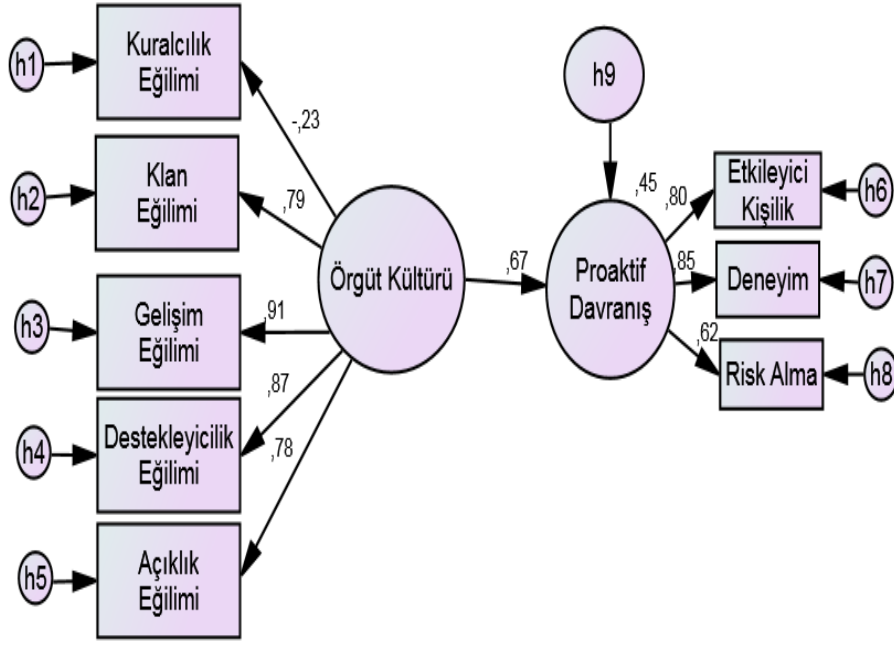 h1
Kuralcılık
Eğilimi
-,23
h2
Klan
Eğilimi
,79
h3
Gelişim
Eğilimi
,91
h4
Destekleyicilik
Eğilimi
,87
h5
Açıklık
Eğilimi
,78
Örgüt Kültürü
,67
h9
,45
Proaktif
Davranış
,80
Etkileyici
Kişilik
h6
,85
Deneyim
h7
,62
Risk Alma
h8